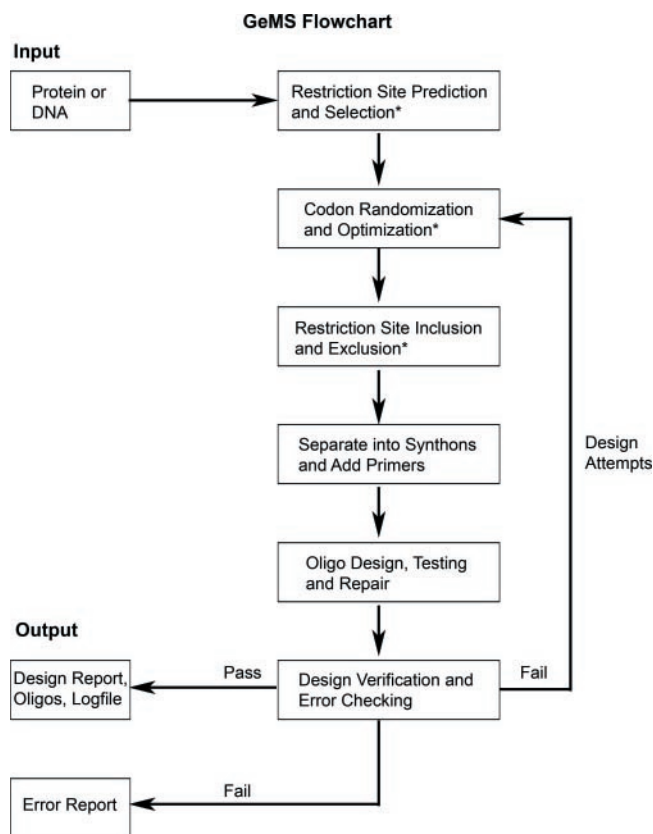 GeMS Flowchart
Input
Protein or
DNA
Restriction Site Prediction
and Selection*
Codon Randomization
and Optimization*
Restriction Site Inclusion
and Exclusion*
Separate into Synthons
and Add Primers
Design
Attempts
Oligo Design, Testing
and Repair
Output
Design Report,
Oligos, Logfile
Pass
Design Verification and
Error Checking
Fail
Error Report
Fail